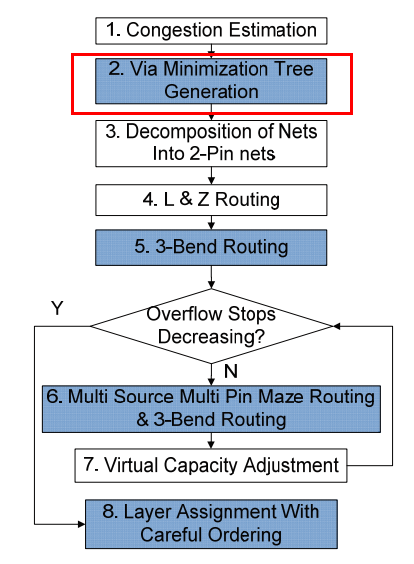 1. Congestion Estimation
2. Via Minimization Tree
Generation
3. Decomposition of Nets
Into 2-Pin nets
4. L & Z Routing
5. 3-Bend Routing
Y
Overflow Stops
Decreasing?
N
6. Multi Source Multi Pin Maze Routing
& 3-Bend Routing
7. Virtual Capacity Adjustment
8. Layer Assignment With
Careful Ordering